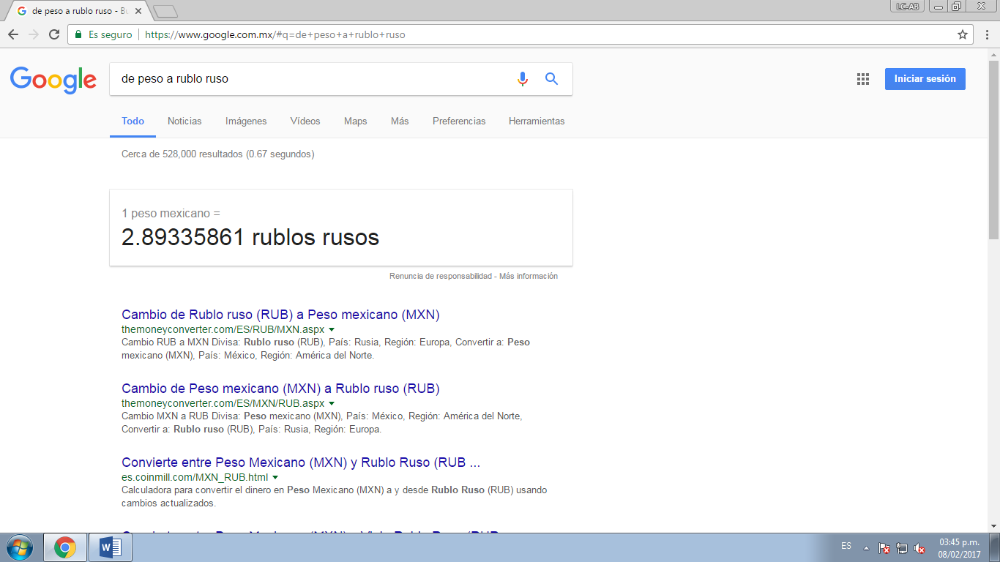 de peso a rublo ruso - Bu
LC-AB
Es seguro
https://www.google.com.mx/#q=de+peso+a+rublo+ruso
Google
de peso a rublo ruso
Iniciar sesión
Todo Noticias Imágenes Vídeos Maps Más Preferencias Herramientas
Cerca de 528,000 resultados (0.67 segundos)
1 peso mexicano =
2.89335861 rublos rusos
Renuncia de responsabilidad - Más información
Cambio de Rublo ruso (RUB) a Peso mexicano (MXN)
themoneyconverter.com/ES/RUB/MXN.aspx
Cambio RUB a MXN Divisa: Rublo ruso (RUB), País: Rusia, Región: Europa, Convertir a: Peso
mexicano (MXN), País: México, Región: América del Norte.
Cambio de Peso mexicano (MXN) a Rublo ruso (RUB)
themoneyconverter.com/ES/MXN/RUB.aspx
Cambio MXN a RUB Divisa: Peso mexicano (MXN), País: México, Región: América del Norte,
Convertir a: Rublo ruso (RUB), País: Rusia, Región: Europa.
Convierte entre Peso Mexicano (MXN) y Rublo Ruso (RUB ...
es.coinmill.com/MXN_RUB.html
Calculadora para convertir el dinero en Peso Mexicano (MXN) a y desde Rublo Ruso (RUB) usando
cambios actualizados.
ES
03:45 p.m.
08/02/2017